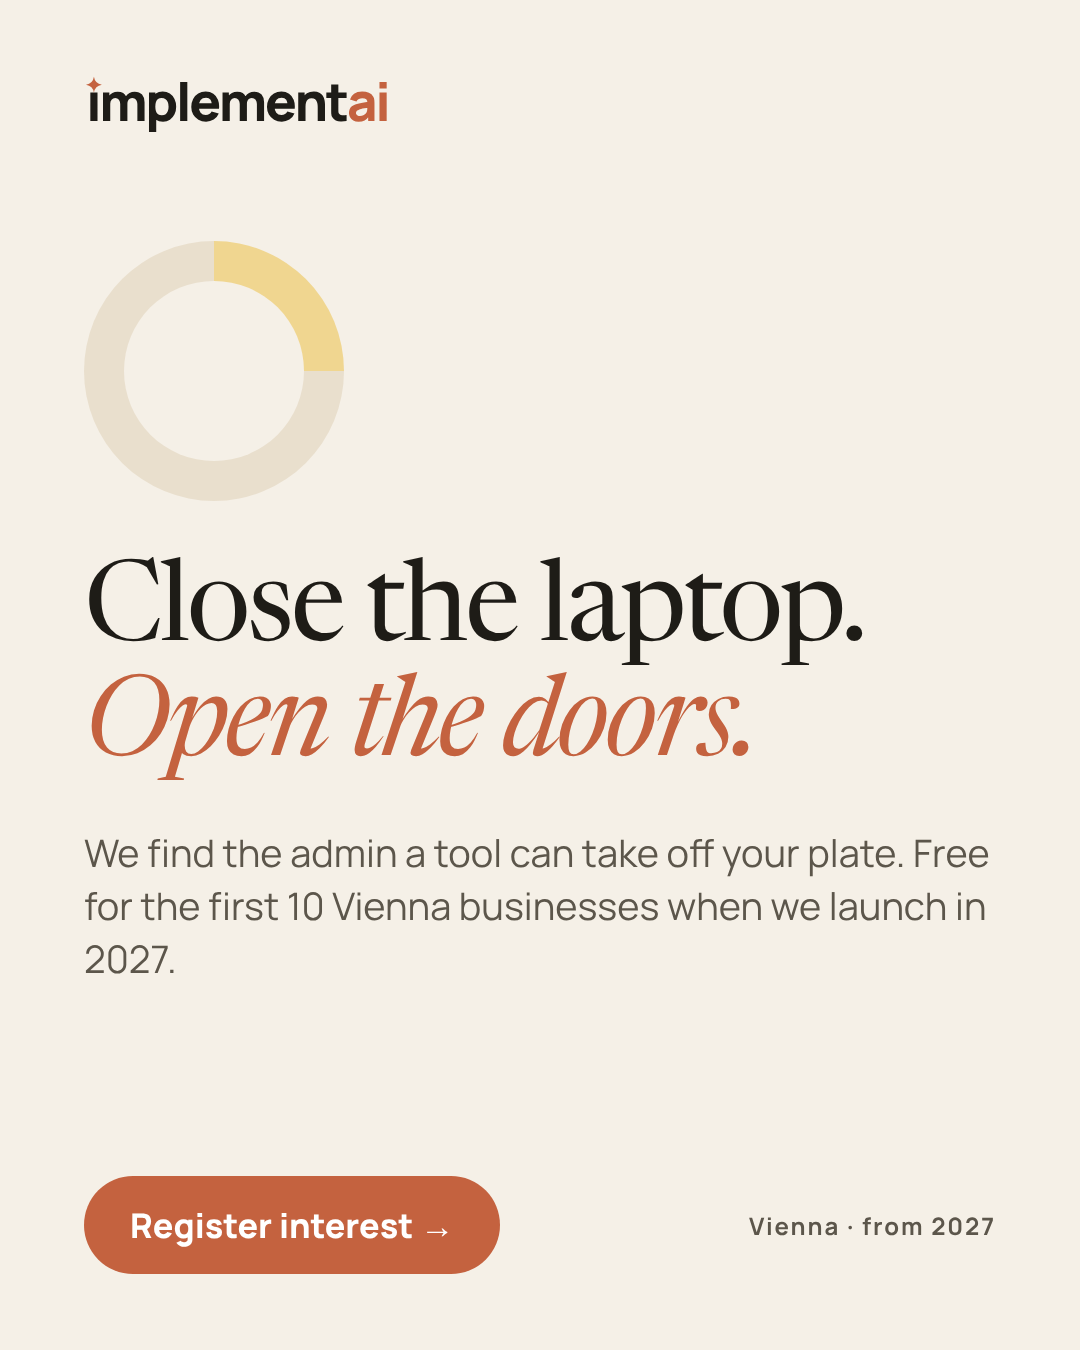 implementai
Close the laptop.
Open the doors.
We find the admin a tool can take off your plate. Free
for the first 10 Vienna businesses when we launch in
2027.
Register interest →
Vienna · from 2027